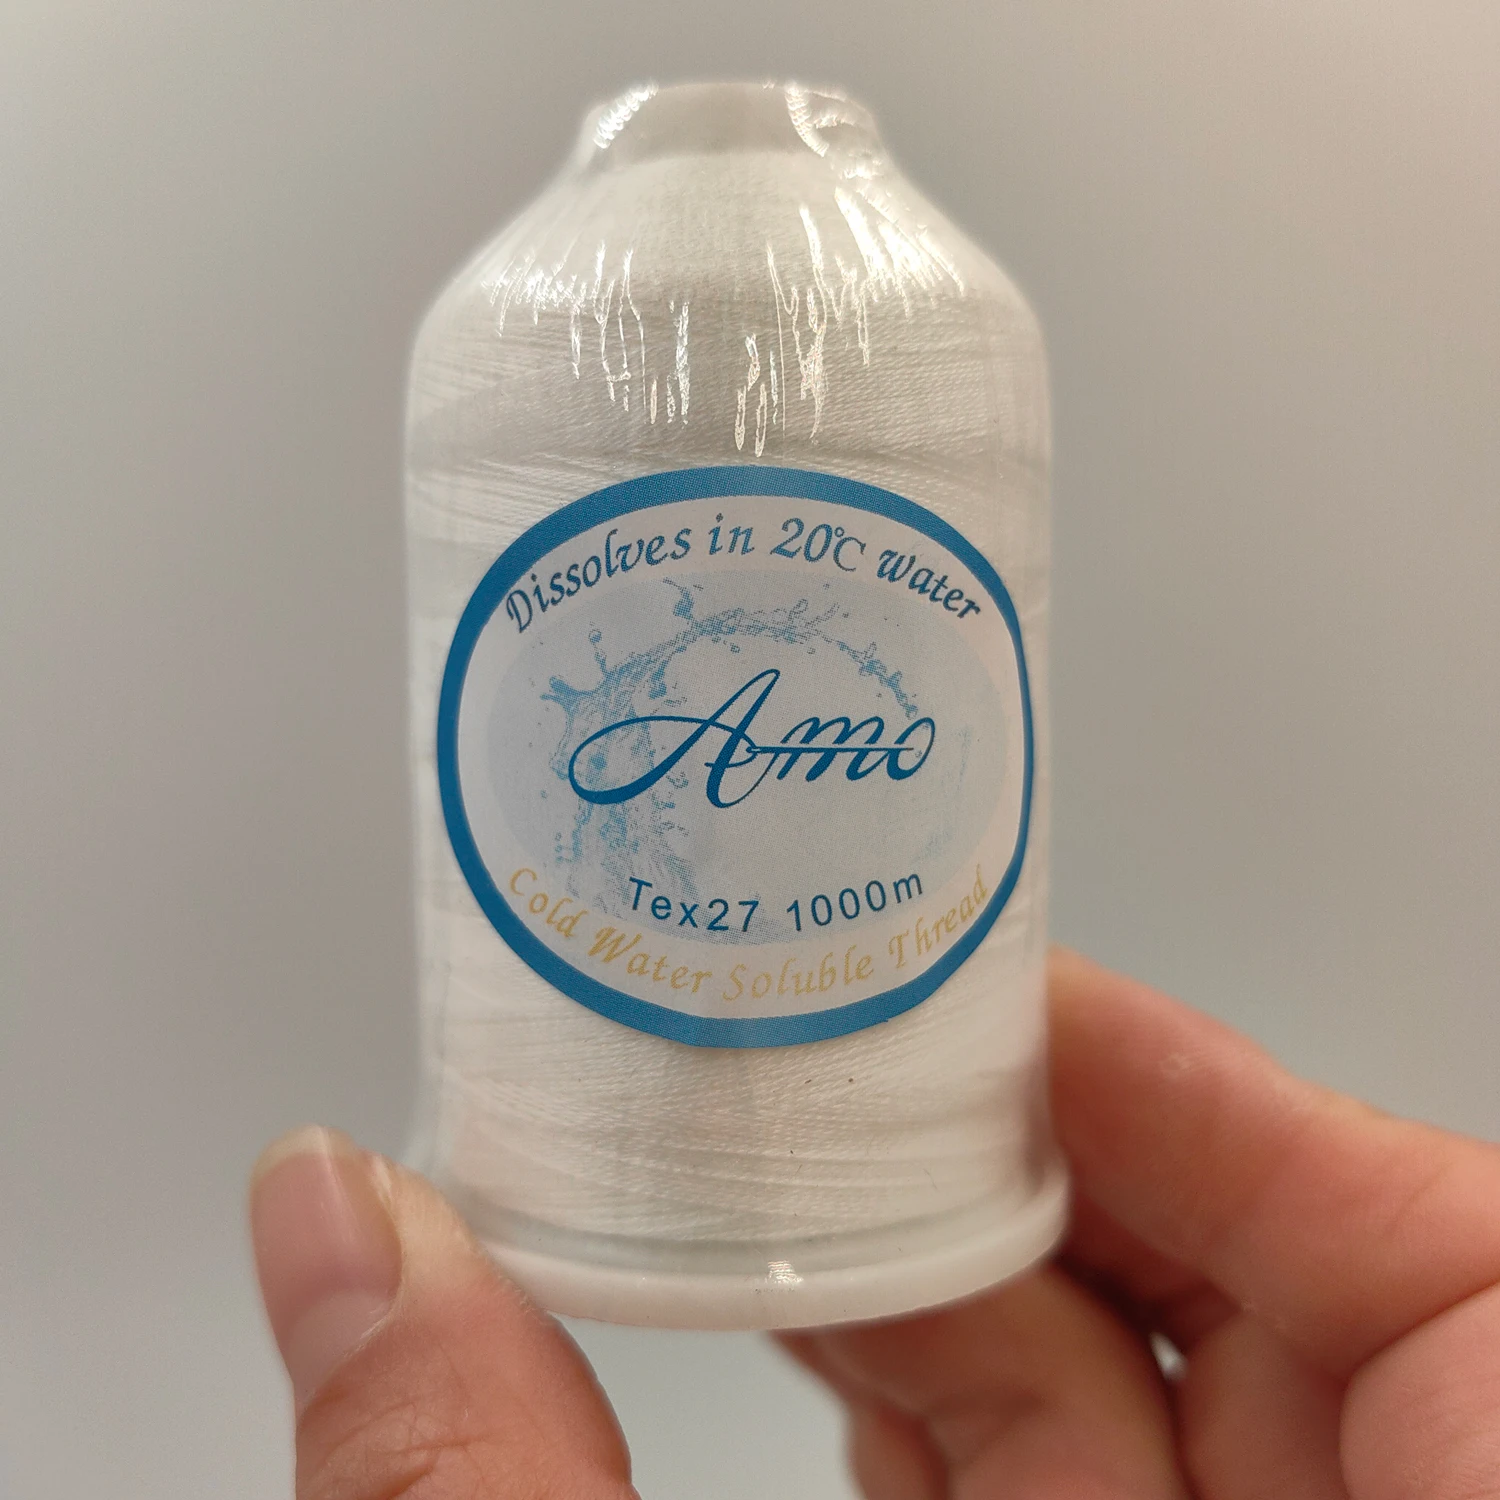 Dissolves in 20℃ water
Amo
Tex27 1000m
Cold Water Soluble Thread